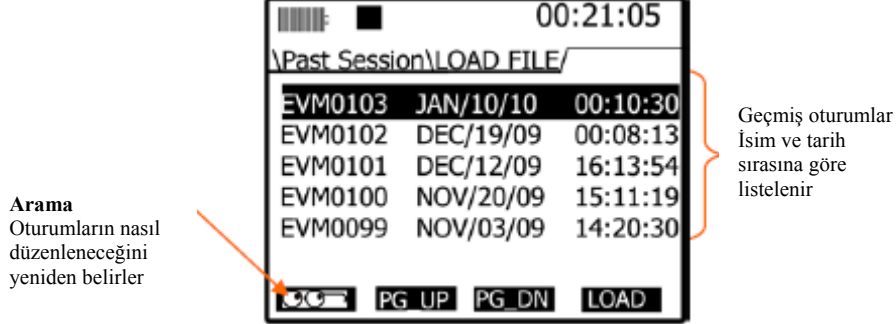 00:21:05
\Past Session\LOAD FILE/
EVM0103 JAN/10/10 00:10:30
EVM0102 DEC/19/09 00:08:13
EVM0101 DEC/12/09 16:13:54
EVM0100 NOV/20/09 15:11:19
EVM0099 NOV/03/09 14:20:30
PG_UP PG_DN LOAD
Geçmiş oturumlar
İsim ve tarih
sırasına göre
listelenir
Arama
Oturumların nasıl
düzenleneceğini
yeniden belirler